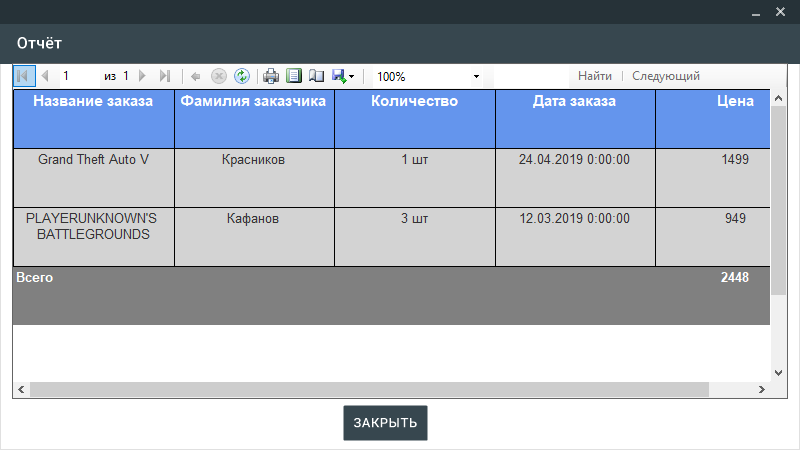 Отчёт
1 из 1 100% Найти Следующий
Название заказа Фамилия заказчика Количество Дата заказа Цена
Grand Theft Auto V Красников 1 шт 24.04.2019 0:00:00 1499
PLAYERUNKNOWN'S Кафанов 3 шт 12.03.2019 0:00:00 949
BATTLEGROUNDS
Всего 2448
ЗАКРЫТЬ